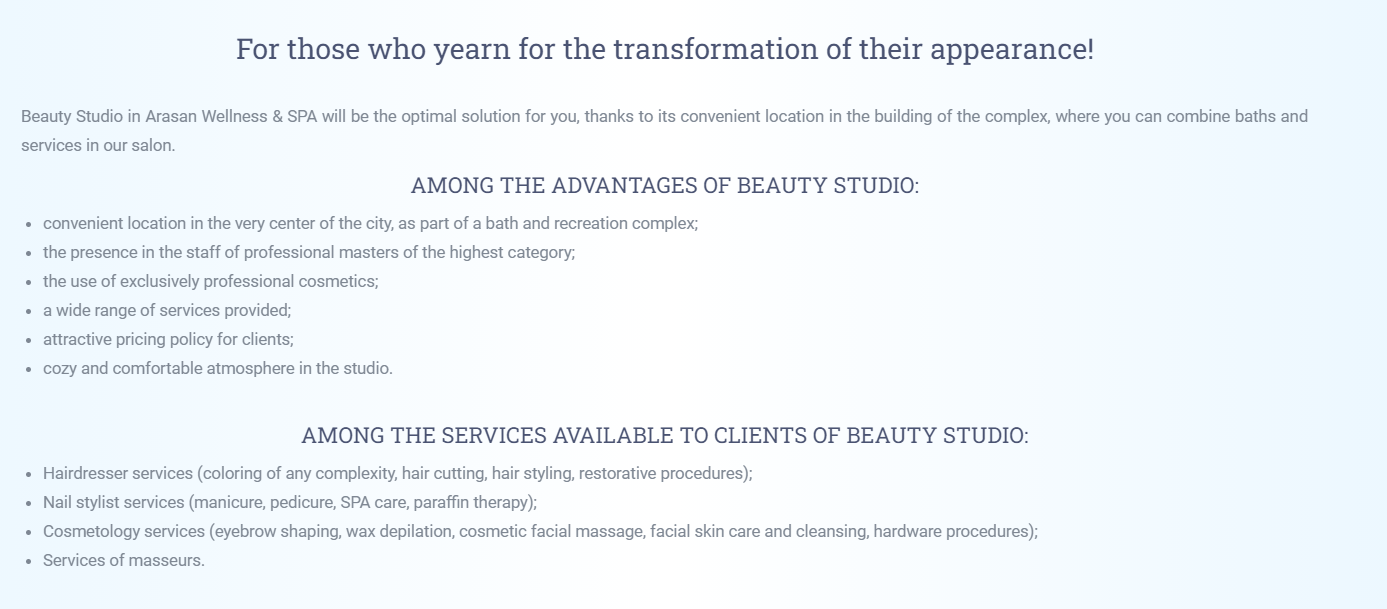 For those who yearn for the transformation of their appearance!
Beauty Studio in Arasan Wellness & SPA will be the optimal solution for you, thanks to its convenient location in the building of the complex, where you can combine baths and
services in our salon.
AMONG THE ADVANTAGES OF BEAUTY STUDIO:
• convenient location in the very center of the city, as part of a bath and recreation complex;
• the presence in the staff of professional masters of the highest category;
• the use of exclusively professional cosmetics;
• a wide range of services provided;
• attractive pricing policy for clients;
• cozy and comfortable atmosphere in the studio.
AMONG THE SERVICES AVAILABLE TO CLIENTS OF BEAUTY STUDIO:
• Hairdresser services (coloring of any complexity, hair cutting, hair styling, restorative procedures);
• Nail stylist services (manicure, pedicure, SPA care, paraffin therapy);
• Cosmetology services (eyebrow shaping, wax depilation, cosmetic facial massage, facial skin care and cleansing, hardware procedures);
• Services of masseurs.